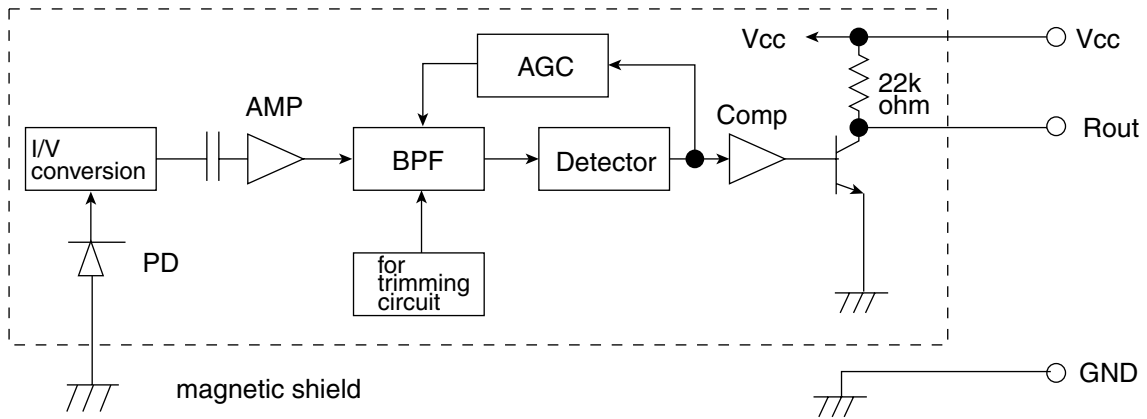 Vcc
Vcc
AGC
22k
ohm
AMP
Comp
Rout
I/V
conversion
BPF
Detector
PD
for
trimming
circuit
magnetic shield
GND